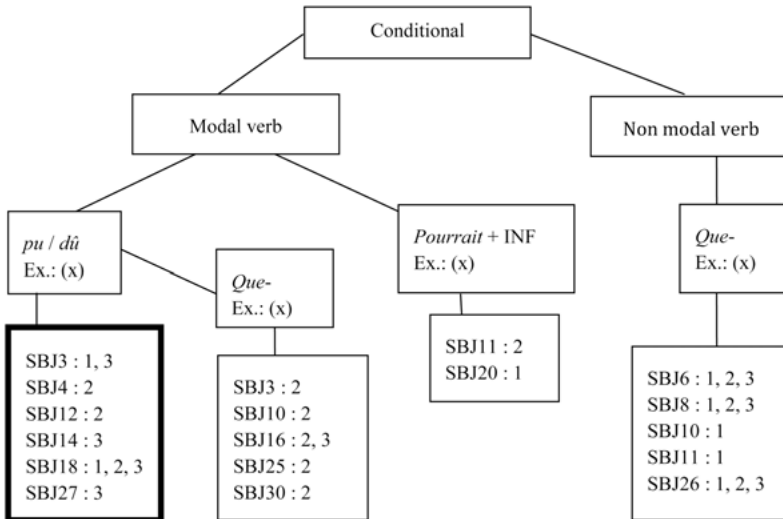 Conditional
Modal verb
Non modal verb
pu / dû
Ex.: (x)
Que-
Ex.: (x)
Pourrait + INF
Ex.: (x)
Que-
Ex.: (x)
SBJ3 : 1, 3
SBJ4 : 2
SBJ12 : 2
SBJ14 : 3
SBJ18 : 1, 2, 3
SBJ27 : 3
SBJ3 : 2
SBJ10 : 2
SBJ16 : 2, 3
SBJ25 : 2
SBJ30 : 2
SBJ11 : 2
SBJ20 : 1
SBJ6 : 1, 2, 3
SBJ8 : 1, 2, 3
SBJ10 : 1
SBJ11 : 1
SBJ26 : 1, 2, 3